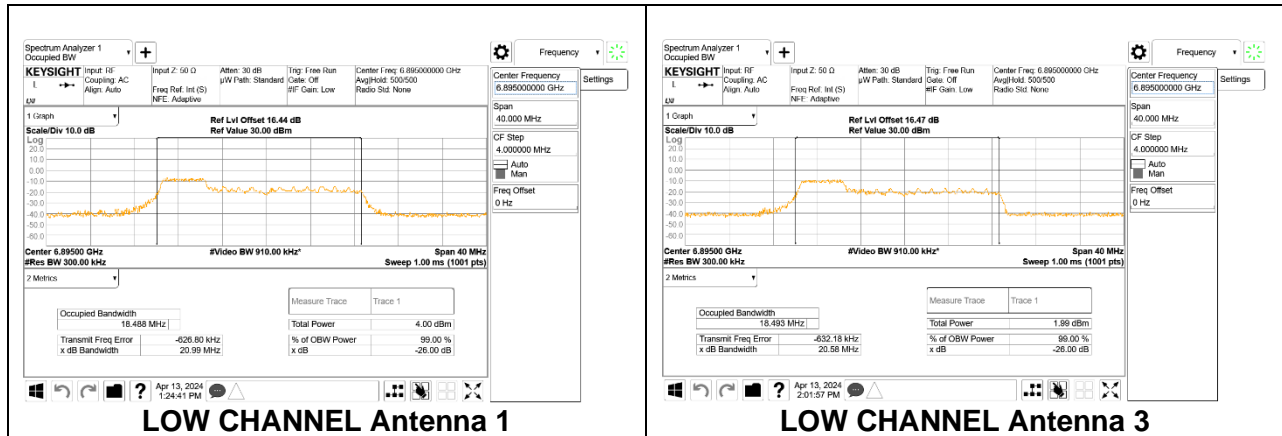 Spectrum Analyzer 1
Occupied BW
Frequency
KEYSIGHT
Input: RF
Coupling: AC
Align: Auto
Input Z: 50 Ω
Freq Ref: Int (S)
NFE: Adaptive
Atten: 30 dB
µW Path: Standard
Trig: Free Run
Gate: Off
#IF Gain: Low
Center Freq: 6.895000000 GHz
Avg|Hold: 500/500
Radio Std: None
Center Frequency
6.895000000 GHz
Settings
Span
40.000 MHz
CF Step
4.000000 MHz
Auto
Man
Freq Offset
0 Hz
1 Graph
Scale/Div 10.0 dB
Ref Lvl Offset 16.44 dB
Ref Value 30.00 dBm
Log
20.0
10.0
0.00
-10.0
-20.0
-30.0
-40.0
-50.0
-60.0
Center 6.89500 GHz
#Res BW 300.00 kHz
#Video BW 910.00 kHz*
Span 40 MHz
Sweep 1.00 ms (1001 pts)
2 Metrics
Measure Trace Trace 1
Occupied Bandwidth
18.488 MHz
Total Power 4.00 dBm
Transmit Freq Error -626.80 kHz
% of OBW Power 99.00 %
x dB Bandwidth 20.99 MHz
x dB -26.00 dB
Apr 13, 2024
1:24:41 PM
LOW CHANNEL Antenna 1
Spectrum Analyzer 1
Occupied BW
Frequency
KEYSIGHT
Input: RF
Coupling: AC
Align: Auto
Input Z: 50 Ω
Freq Ref: Int (S)
NFE: Adaptive
Atten: 30 dB
µW Path: Standard
Trig: Free Run
Gate: Off
#IF Gain: Low
Center Freq: 6.895000000 GHz
Avg|Hold: 500/500
Radio Std: None
Center Frequency
6.895000000 GHz
Settings
Span
40.000 MHz
CF Step
4.000000 MHz
Auto
Man
Freq Offset
0 Hz
1 Graph
Scale/Div 10.0 dB
Ref Lvl Offset 16.47 dB
Ref Value 30.00 dBm
Log
20.0
10.0
0.00
-10.0
-20.0
-30.0
-40.0
-50.0
-60.0
Center 6.89500 GHz
#Res BW 300.00 kHz
#Video BW 910.00 kHz*
Span 40 MHz
Sweep 1.00 ms (1001 pts)
2 Metrics
Measure Trace Trace 1
Occupied Bandwidth
18.493 MHz
Total Power 1.99 dBm
Transmit Freq Error -632.18 kHz
% of OBW Power 99.00 %
x dB Bandwidth 20.58 MHz
x dB -26.00 dB
Apr 13, 2024
2:01:57 PM
LOW CHANNEL Antenna 3